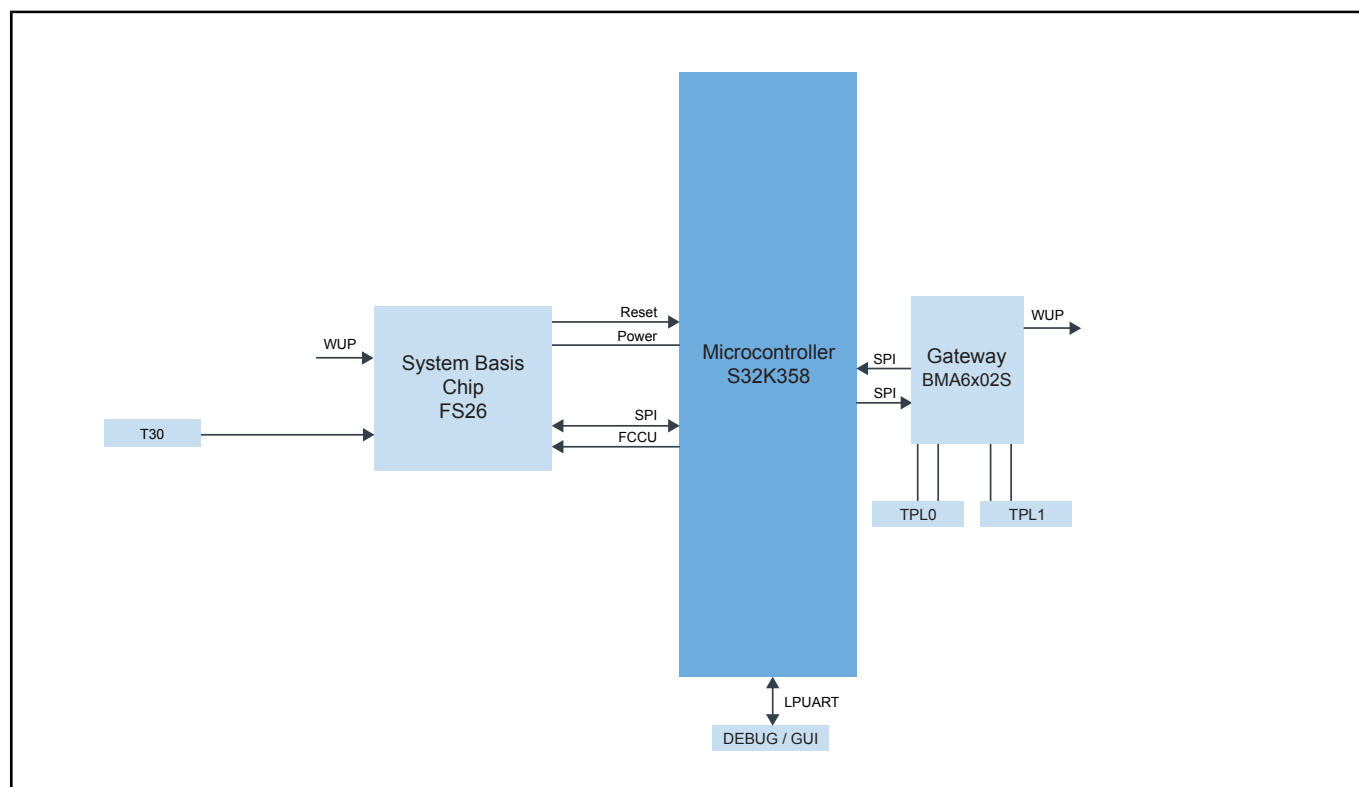 Reset
Power
WUP
System Basis
Chip
FS26
T30
SPI
FCCU
Microcontroller
S32K358
SPI
SPI
Gateway
BMA6x02S
WUP
TPL0
TPL1
LPUART
DEBUG / GUI